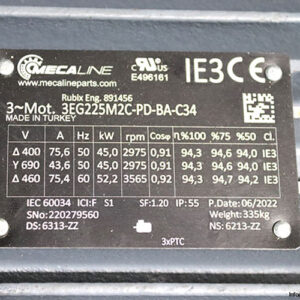 MECALINE
mecalineparts.com
c UL US
E496161
IE3 CE
Rubix Eng. 891456
3~Mot. 3EG225M2C-PD-BA-C34
MADE IN TURKEY
V A Hz kW rpm Cosφ η%100 %75 %50 Cl.
Δ 400 75,6 50 45,0 2975 0,91 94,3 94,6 94,0 IE3
Y 690 43,6 50 45,0 2975 0,91 94,3 94,6 94,0 IE3
Δ 460 75,4 60 52,2 3565 0,92 94,3 94,2 94,2 IE3
IEC 60034 ICl:F S1 SF:1.20 IP:55 P.Date: 06/2022
SNo:220279560 Weight:335kg
DS: 6313-ZZ NS: 6213-ZZ
3xPTC